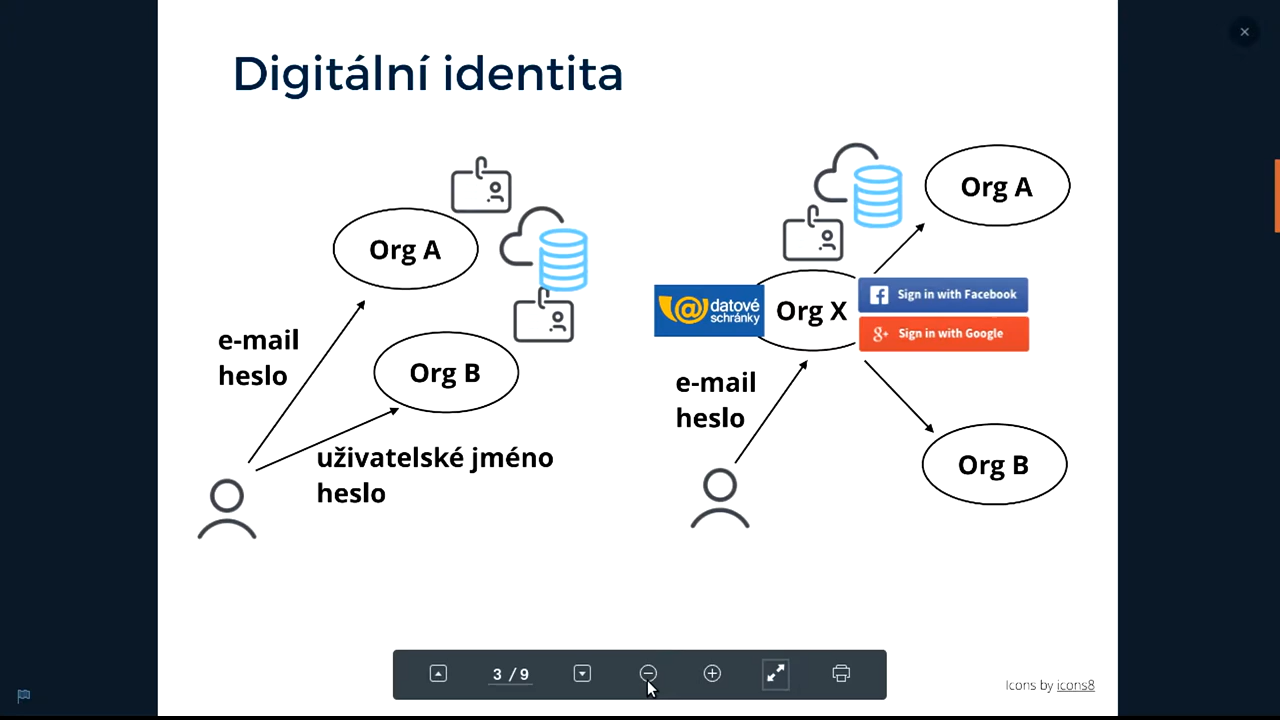 Digitální identita
Org A
e-mail
heslo
Org B
uživatelské jméno
heslo
Org A
datové
schránky
Org X
Sign in with Facebook
Sign in with Google
e-mail
heslo
Org B
3 / 9
Icons by icons8